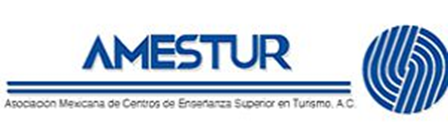 AMESTUR
Asociación Mexicana de Centros de Enseñanza Superior en Turismo, A.C.